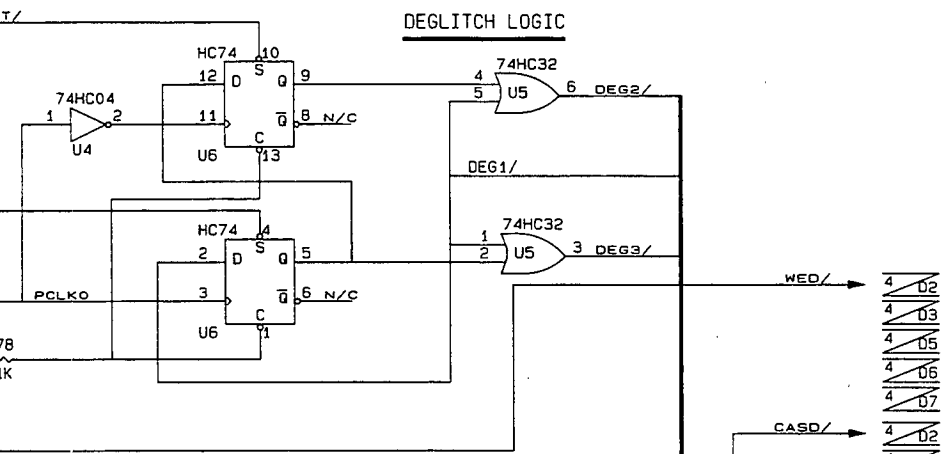 T/
DEGLITCH LOGIC
HC74
10
S
12 D Q 9
74HC04
1 2
U4
11
Q 8 N/C
C
U6 13
74HC32
4
5 U5 6 DEG2/
DEG1/
HC74
4
S
2 D Q 5
3
PCLKO
Q 6 N/C
C
U6 1
74HC32
1
2 U5 3 DEG3/
78
1K
WED/
4 D2
4 D3
4 D5
4 D6
4 D7
CASD/
4 D2